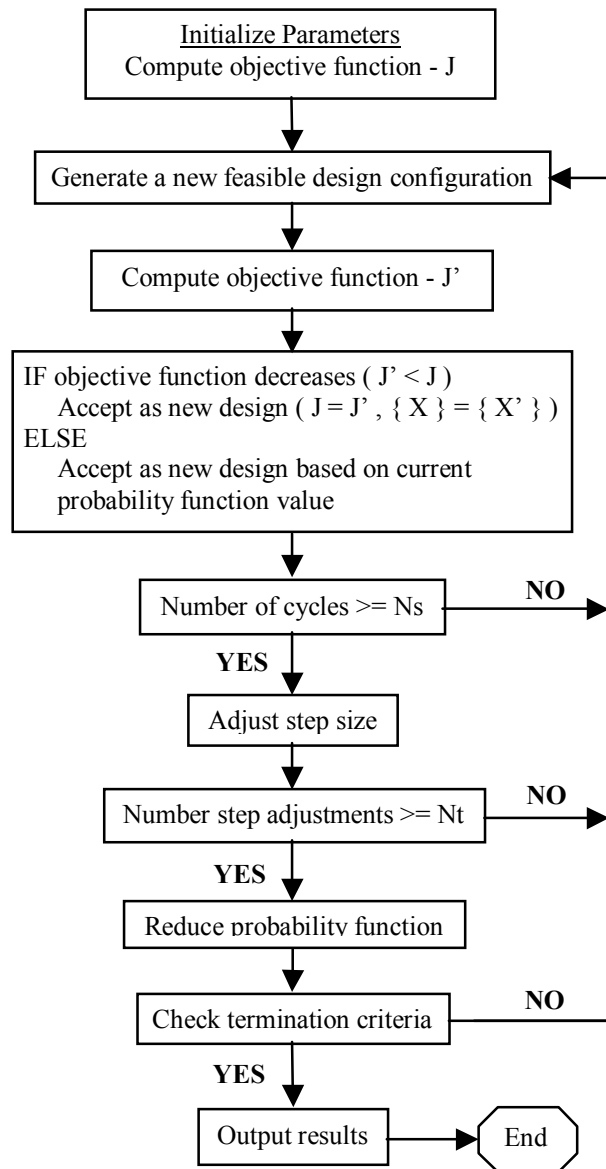 Initialize Parameters
Compute objective function - J
Generate a new feasible design configuration
Compute objective function - J’
IF objective function decreases ( J’ < J )
Accept as new design ( J = J’ , { X } = { X’ } )
ELSE
Accept as new design based on current
probability function value
Number of cycles >= Ns
NO
YES
Adjust step size
Number step adjustments >= Nt
NO
YES
Reduce probability function
Check termination criteria
NO
YES
Output results
End